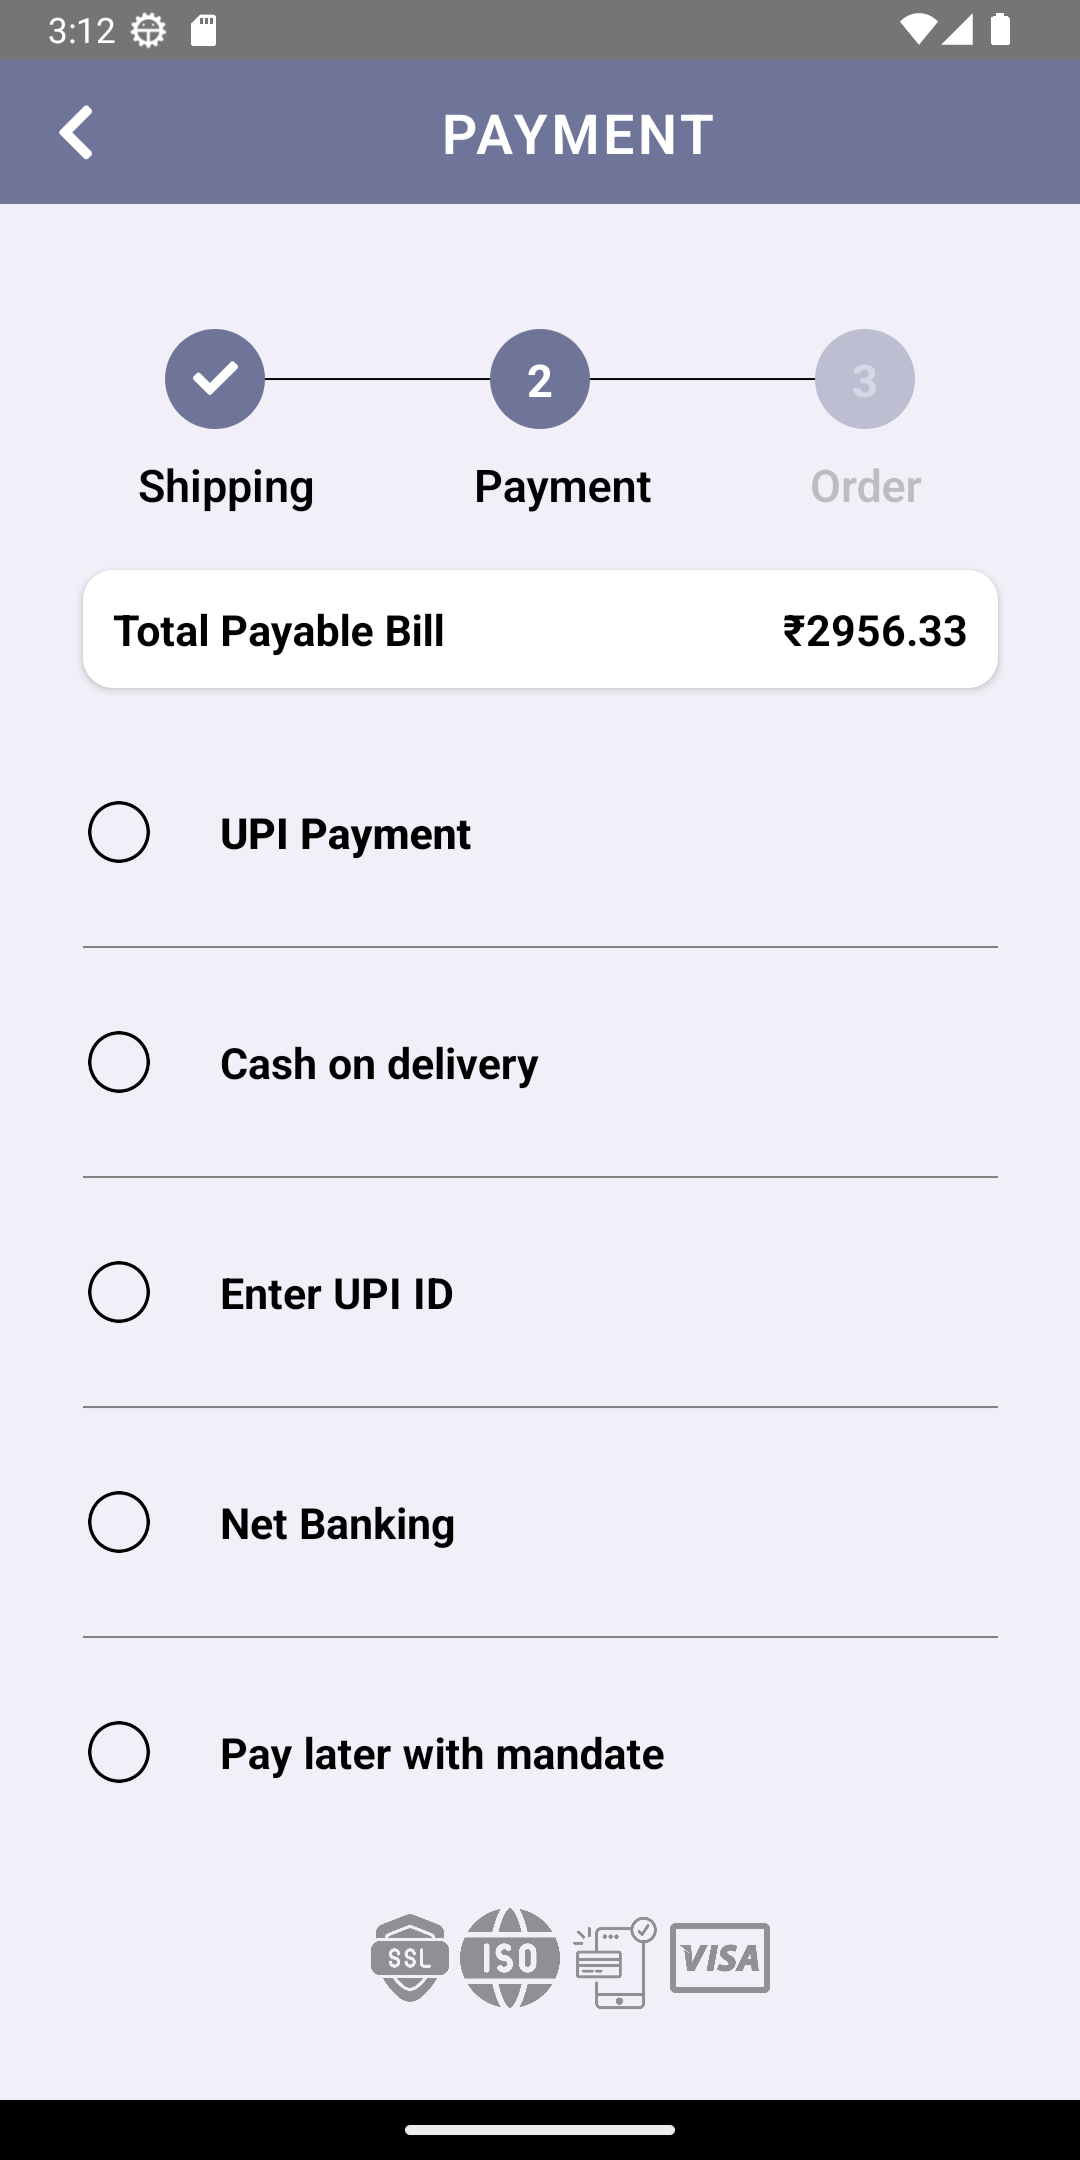 3:12
PAYMENT
2
3
Shipping
Payment
Order
Total Payable Bill
₹2956.33
UPI Payment
Cash on delivery
Enter UPI ID
Net Banking
Pay later with mandate
SSL
ISO
VISA